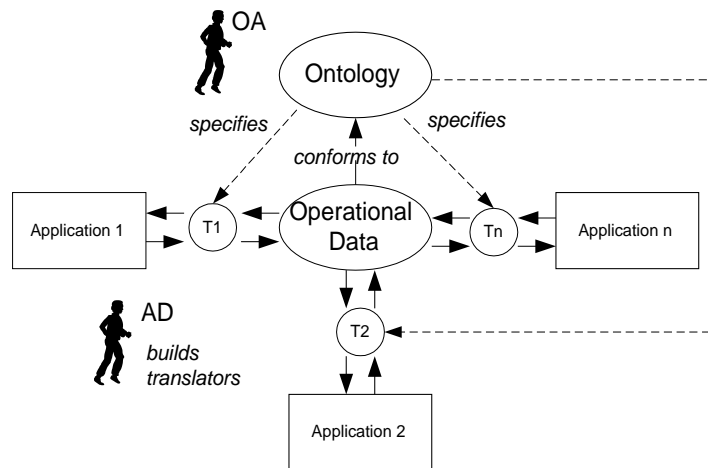 OA
Ontology
specifies
specifies
conforms to
Application 1
T1
Operational
Data
Tn
Application n
AD
builds
translators
T2
Application 2